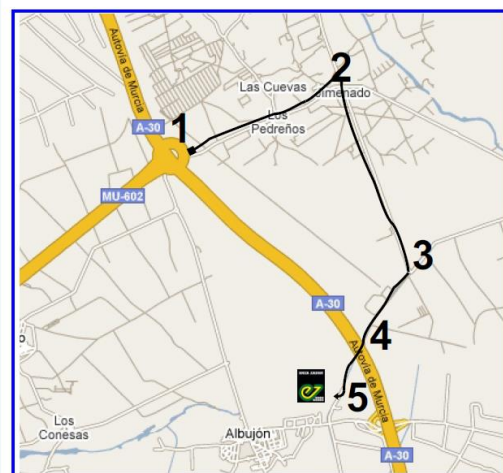 Autovía de Murcia
2
Las Cuevas
Jimenado
A-30
1
Los
Pedreños
MU-602
3
A-30
4
Autovía de Murcia
5
Los
Conesas
Albujón
A-30